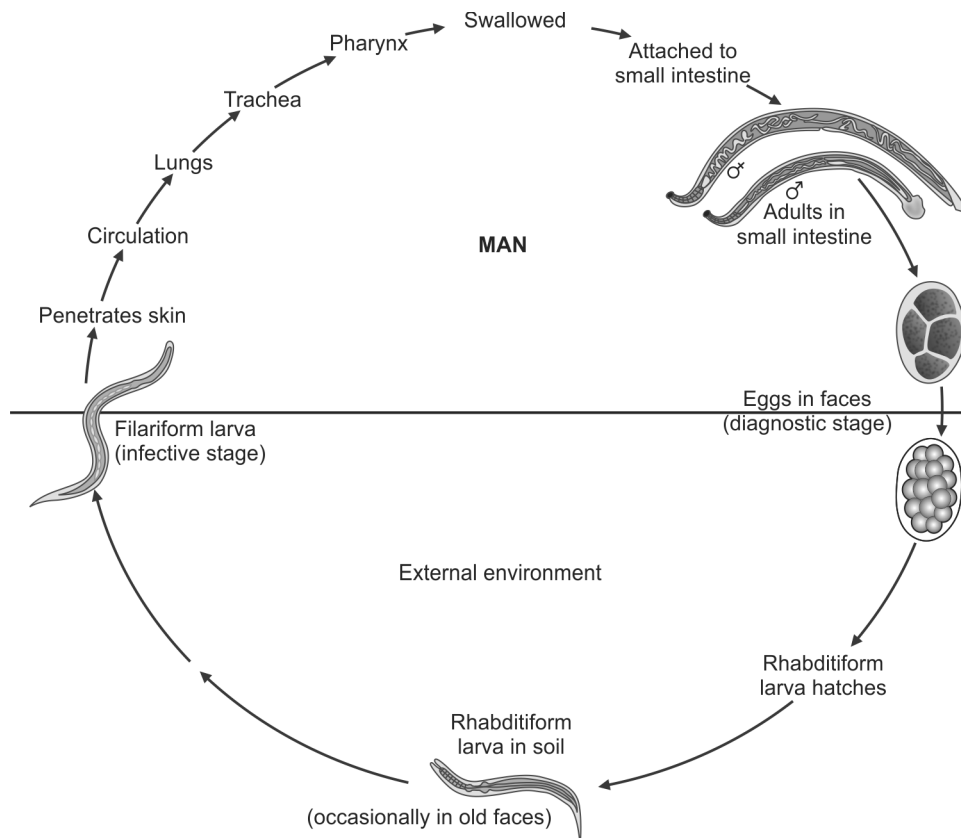 Swallowed
Pharynx
Attached to
small intestine
Trachea
Lungs
♀
♂
Adults in
small intestine
Circulation
MAN
Penetrates skin
Eggs in faces
(diagnostic stage)
Filariform larva
(infective stage)
External environment
Rhabditiform
larva hatches
Rhabditiform
larva in soil
(occasionally in old faces)